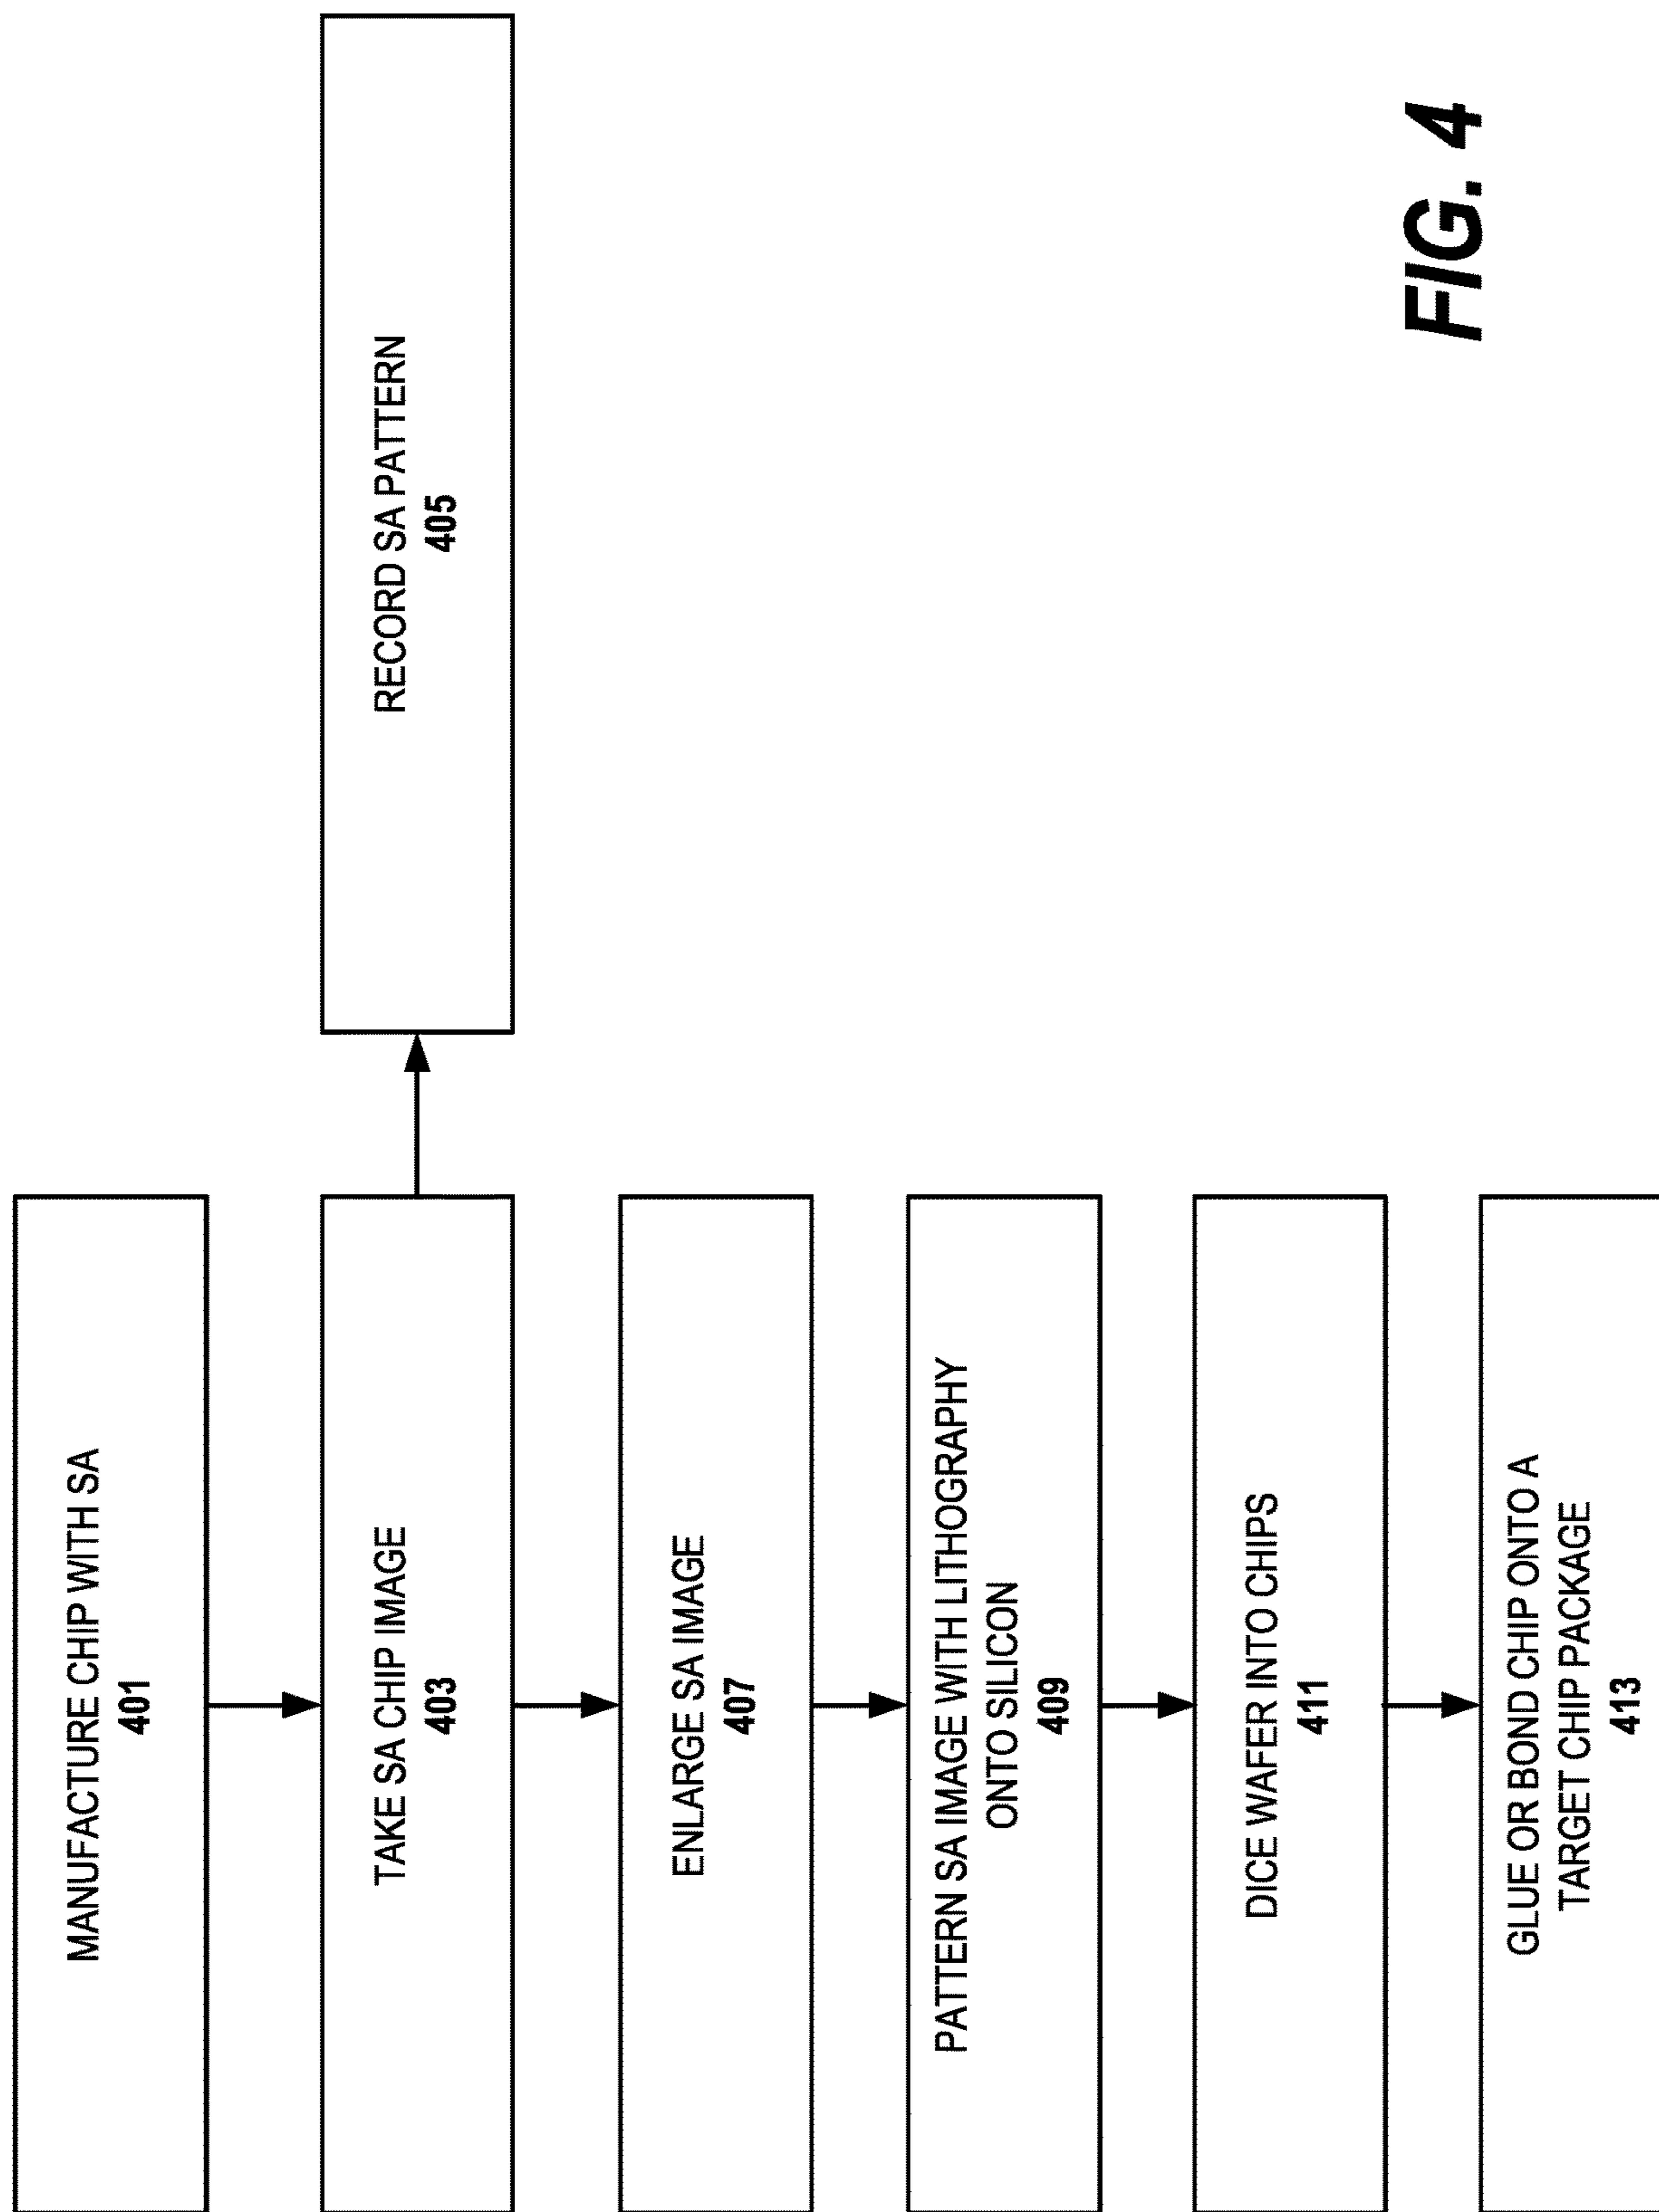 MANUFACTURE CHIP WITH SA
401
TAKE SA CHIP IMAGE
403
RECORD SA PATTERN
405
ENLARGE SA IMAGE
407
PATTERN SA IMAGE WITH LITHOGRAPHY
ONTO SILICON
409
DICE WAFER INTO CHIPS
411
GLUE OR BOND CHIP ONTO A
TARGET CHIP PACKAGE
413
FIG. 4